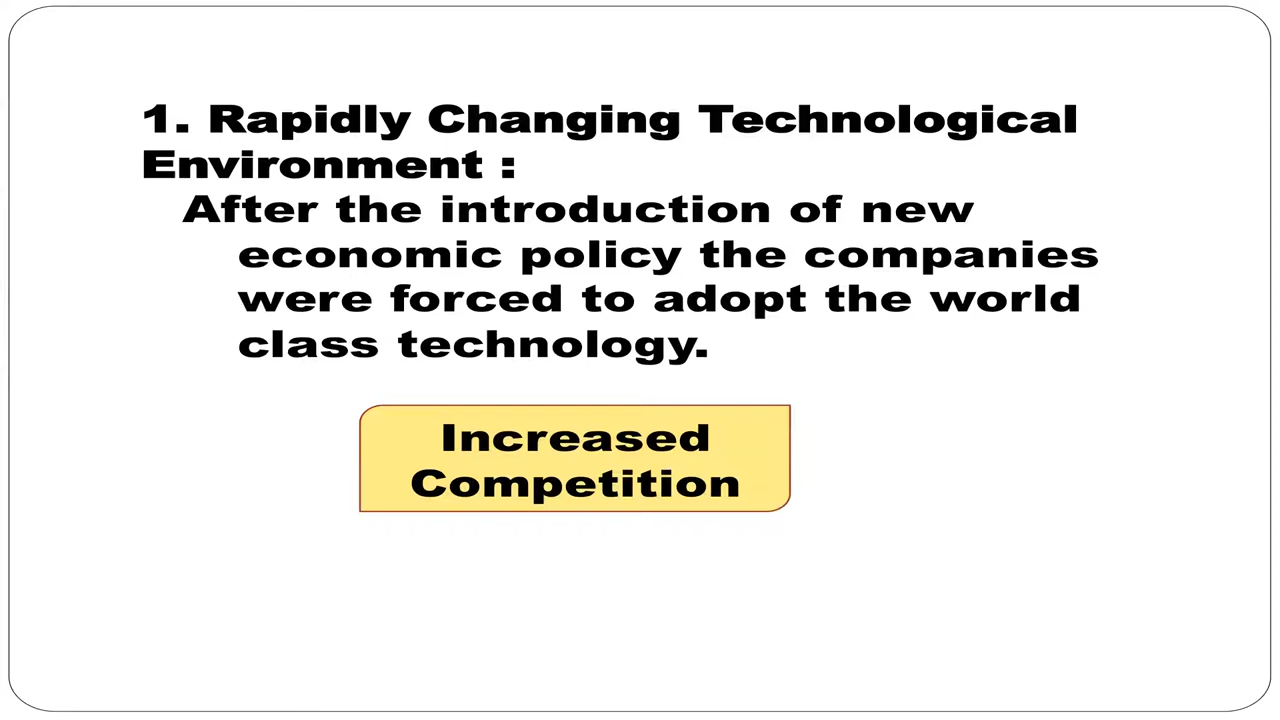 1. Rapidly Changing Technological
Environment :
After the introduction of new
economic policy the companies
were forced to adopt the world
class technology.
Increased
Competition